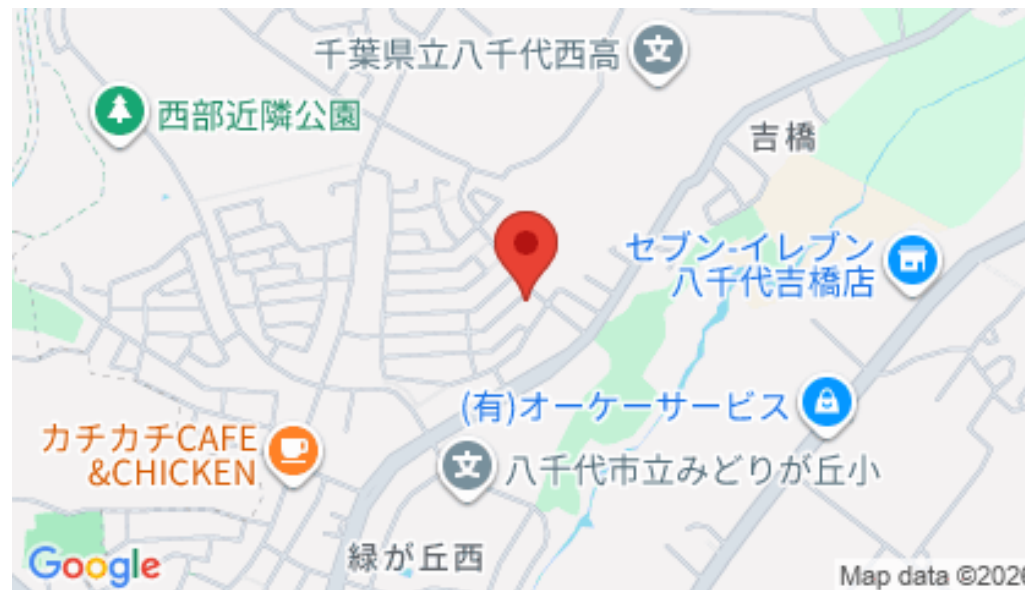 千葉県立八千代西高
文
西部近隣公園
吉橋
セブン-イレブン
八千代吉橋店
(有)オーケーサービス
カチカチCAFE
&CHICKEN
文
八千代市立みどりが丘小
緑が丘西
Google
Map data ©2026